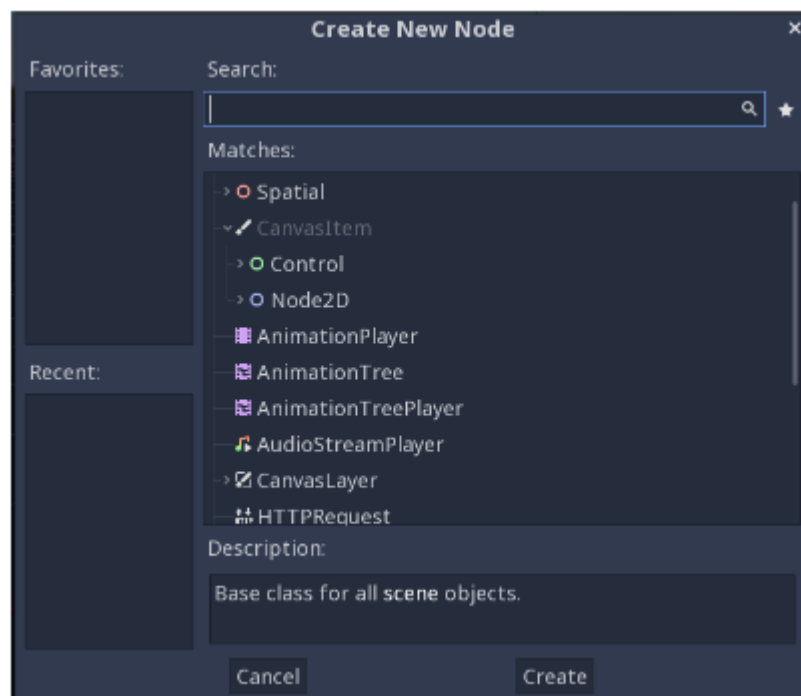 Create New Node
Favorites:
Search:
Matches:
Spatial
CanvasItem
Control
Node2D
AnimationPlayer
AnimationTree
AnimationTreePlayer
AudioStreamPlayer
CanvasLayer
HTTPRequest
Recent:
Description:
Base class for all scene objects.
Cancel
Create